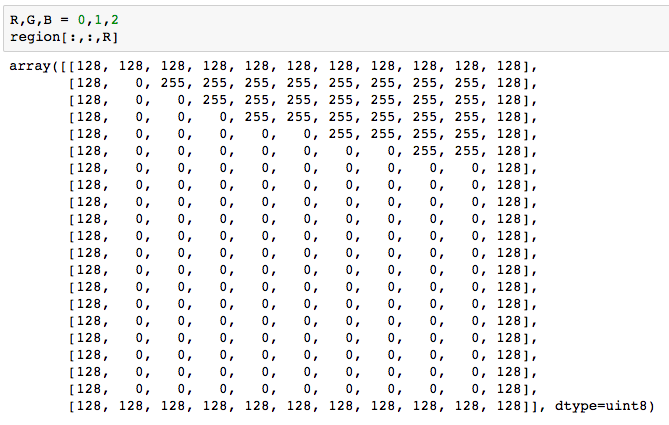 R,G,B = 0,1,2
region[:,:,R]
array([[128, 128, 128, 128, 128, 128, 128, 128, 128, 128, 128],
[128, 0, 255, 255, 255, 255, 255, 255, 255, 255, 128],
[128, 0, 0, 255, 255, 255, 255, 255, 255, 255, 128],
[128, 0, 0, 0, 255, 255, 255, 255, 255, 255, 128],
[128, 0, 0, 0, 0, 0, 255, 255, 255, 255, 128],
[128, 0, 0, 0, 0, 0, 0, 0, 255, 255, 128],
[128, 0, 0, 0, 0, 0, 0, 0, 0, 0, 128],
[128, 0, 0, 0, 0, 0, 0, 0, 0, 0, 128],
[128, 0, 0, 0, 0, 0, 0, 0, 0, 0, 128],
[128, 0, 0, 0, 0, 0, 0, 0, 0, 0, 128],
[128, 0, 0, 0, 0, 0, 0, 0, 0, 0, 128],
[128, 0, 0, 0, 0, 0, 0, 0, 0, 0, 128],
[128, 0, 0, 0, 0, 0, 0, 0, 0, 0, 128],
[128, 0, 0, 0, 0, 0, 0, 0, 0, 0, 128],
[128, 0, 0, 0, 0, 0, 0, 0, 0, 0, 128],
[128, 0, 0, 0, 0, 0, 0, 0, 0, 0, 128],
[128, 0, 0, 0, 0, 0, 0, 0, 0, 0, 128],
[128, 0, 0, 0, 0, 0, 0, 0, 0, 0, 128],
[128, 0, 0, 0, 0, 0, 0, 0, 0, 0, 128],
[128, 0, 0, 0, 0, 0, 0, 0, 0, 0, 128],
[128, 128, 128, 128, 128, 128, 128, 128, 128, 128, 128]], dtype=uint8)